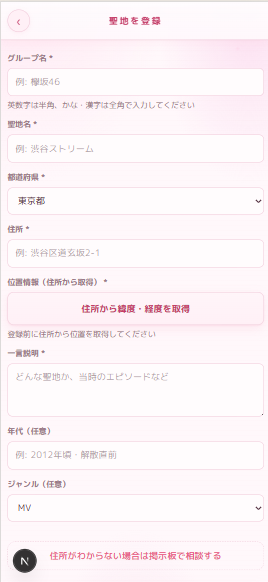 ‹
聖地を登録
グループ名 *
例: 欅坂46
英数字は半角、かな・漢字は全角で入力してください
聖地名 *
例: 渋谷ストリーム
都道府県 *
東京都
住所 *
例: 渋谷区道玄坂2-1
位置情報（住所から取得） *
住所から緯度・経度を取得
登録前に住所から位置を取得してください
一言説明 *
どんな聖地か、当時のエピソードなど
年代（任意）
例: 2012年頃・解散直前
ジャンル（任意）
MV
N
住所がわからない場合は掲示板で相談する